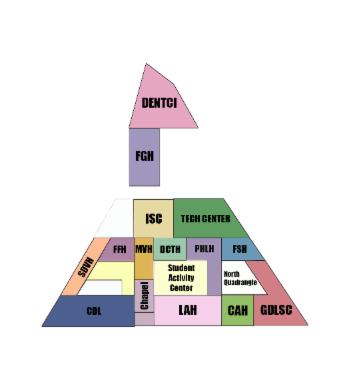 DENTCI
FGH
ISC
TECH CENTER
SDVH
FFH
MVH
DCTH
PHLH
FSH
Student
Activity
Center
North
Quadrangle
CDL
Chapel
LAH
CAH
GDLSC